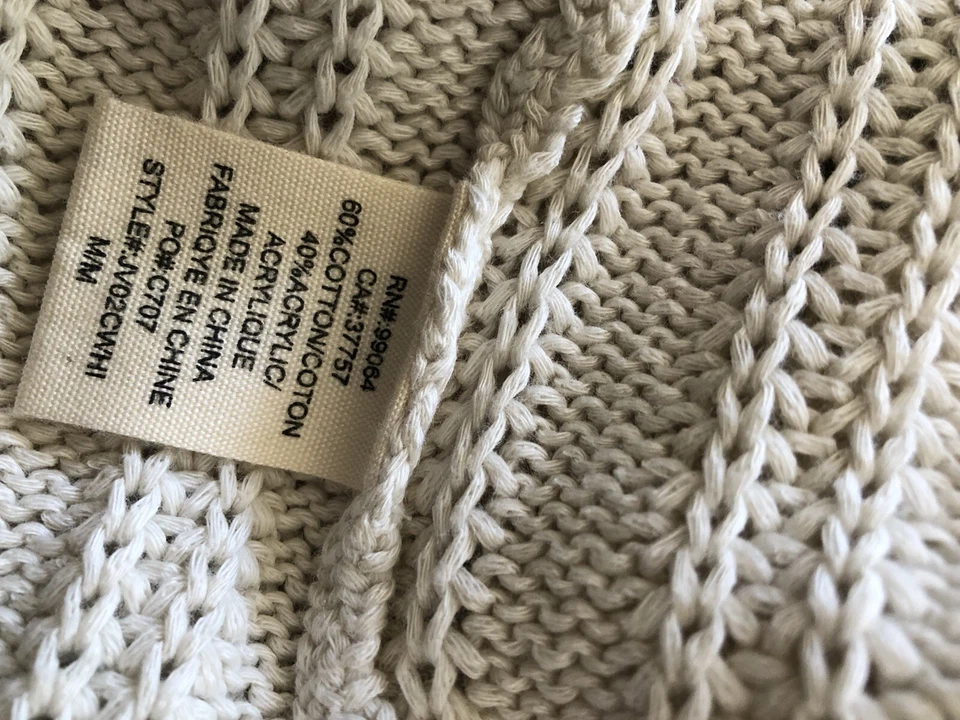 RN#:99064
CA#:37757
60%COTTON/COTON
40%ACRYLIC/
ACRYLIQUE
MADE IN CHINA
FABRIQYE EN CHINE
PO#:C707
STYLE#:JV02CWHI
M/M